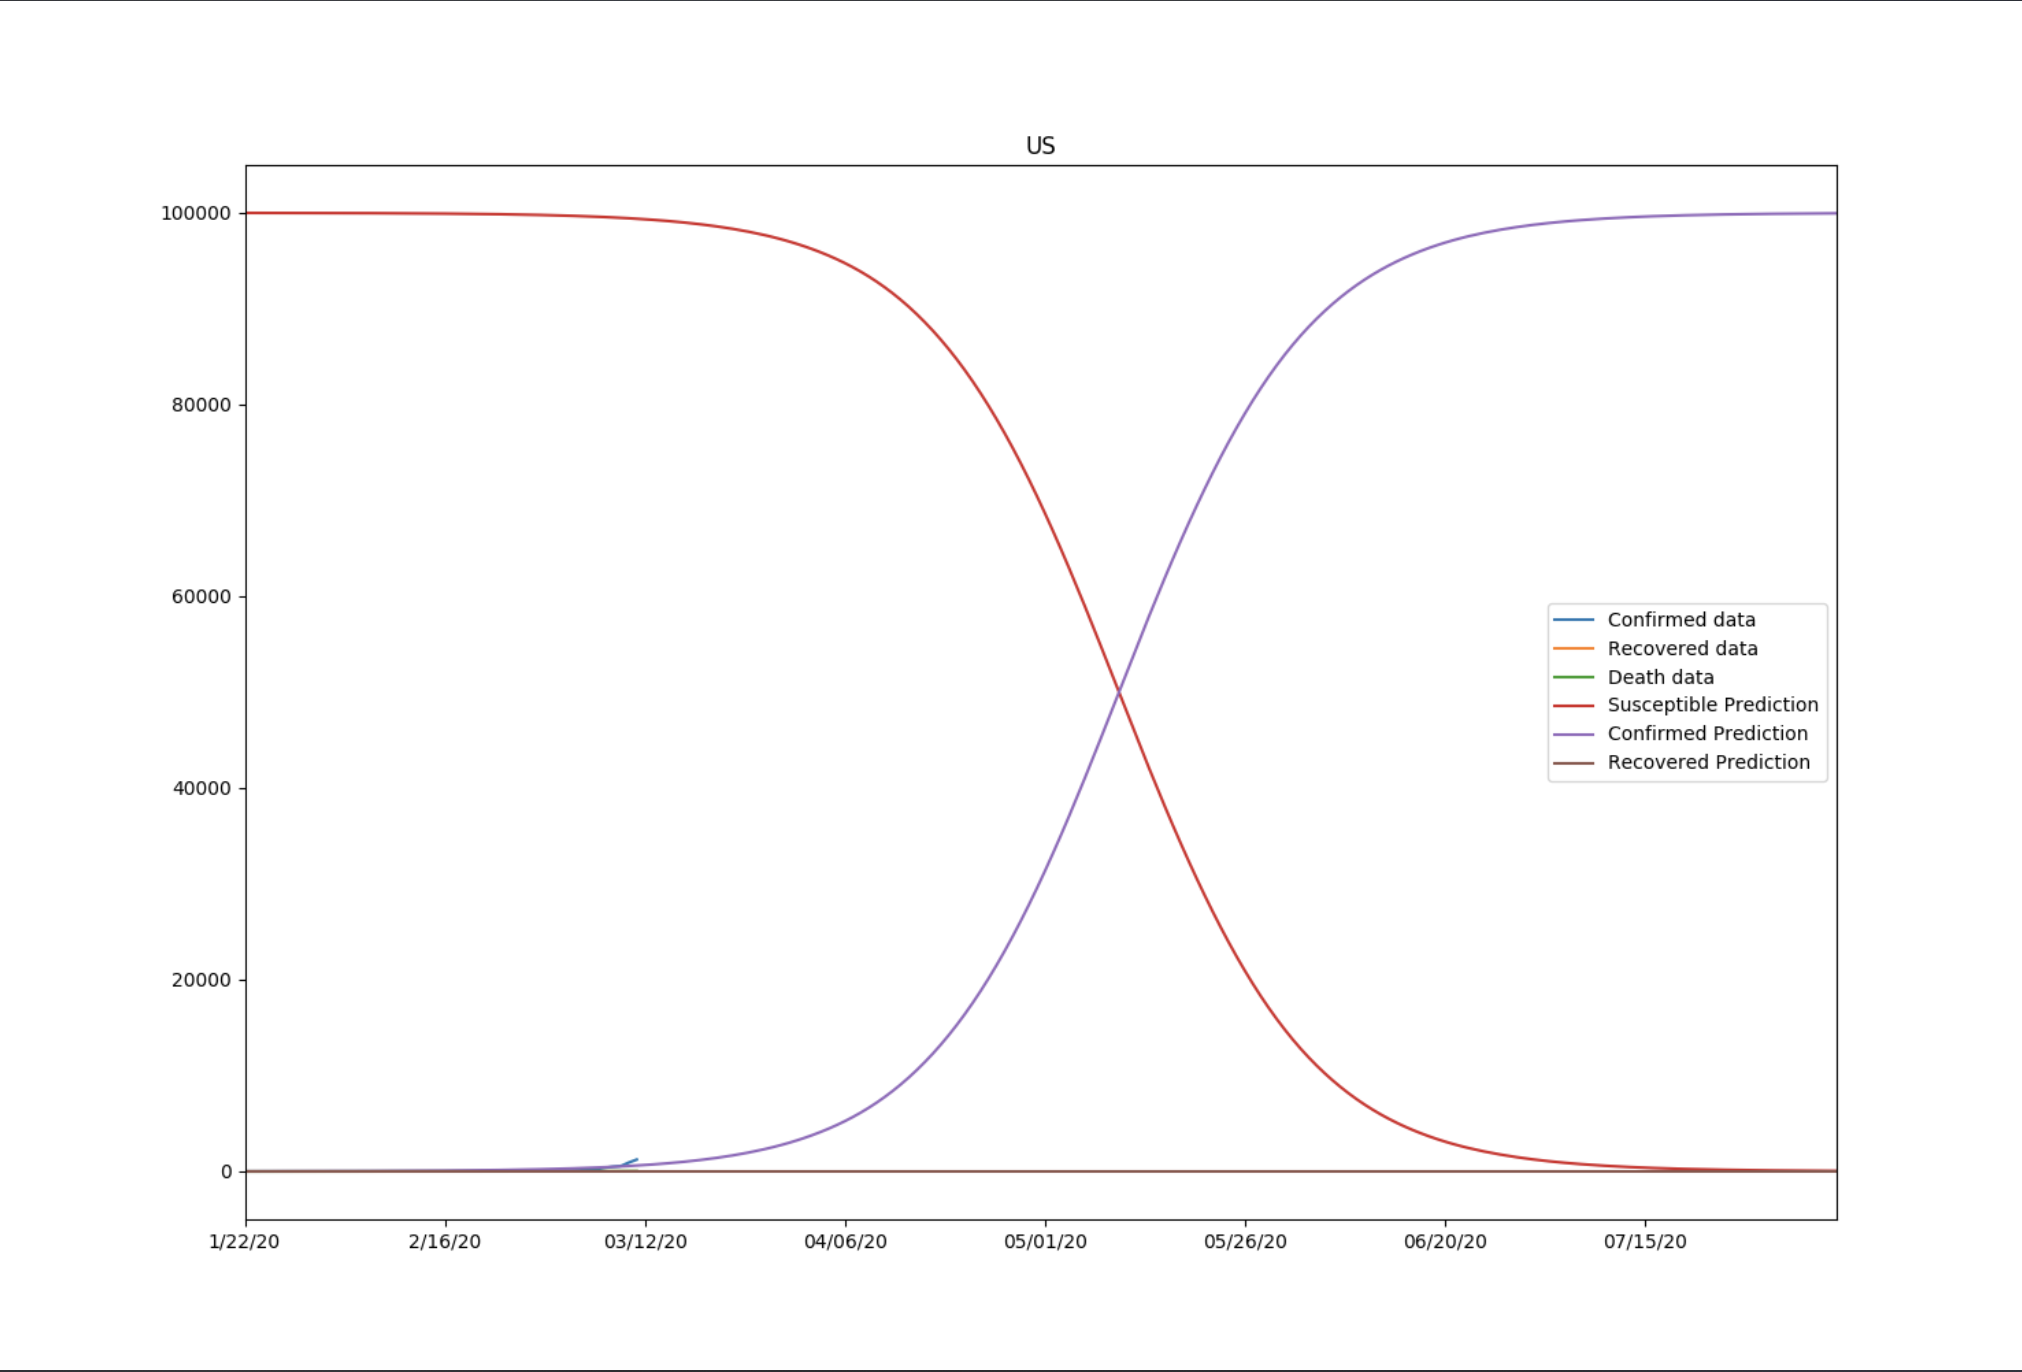 US
100000
80000
60000
40000
20000
0
1/22/20 2/16/20 03/12/20 04/06/20 05/01/20 05/26/20 06/20/20 07/15/20
Confirmed data
Recovered data
Death data
Susceptible Prediction
Confirmed Prediction
Recovered Prediction